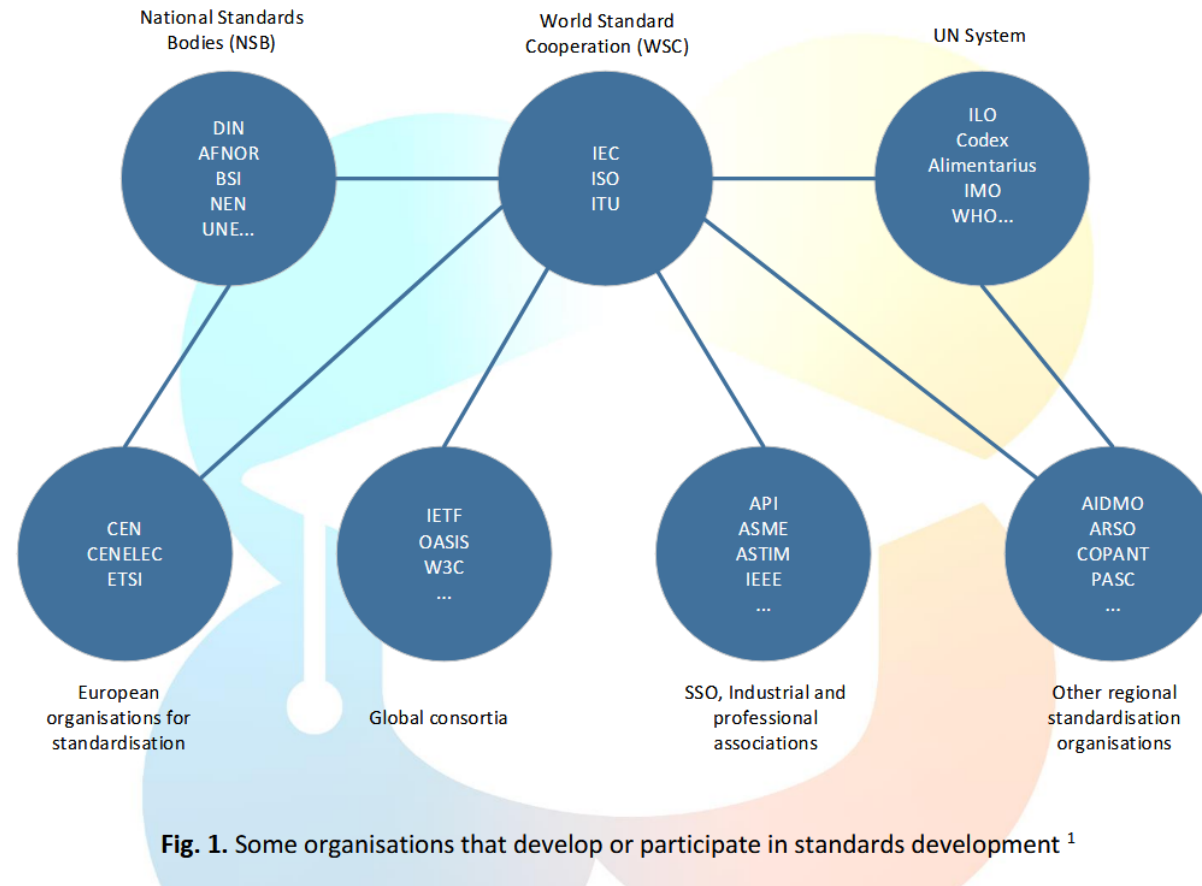 National Standards
Bodies (NSB)
World Standard
Cooperation (WSC)
UN System
DIN
AFNOR
BSI
NEN
UNE...
IEC
ISO
ITU
ILO
Codex
Alimentarius
IMO
WHO...
CEN
CENELEC
ETSI
IETF
OASIS
W3C
...
API
ASME
ASTIM
IEEE
...
AIDMO
ARSO
COPANT
PASC
...
European
organisations for
standardisation
Global consortia
SSO, Industrial and
professional
associations
Other regional
standardisation
organisations
Fig. 1. Some organisations that develop or participate in standards development 1